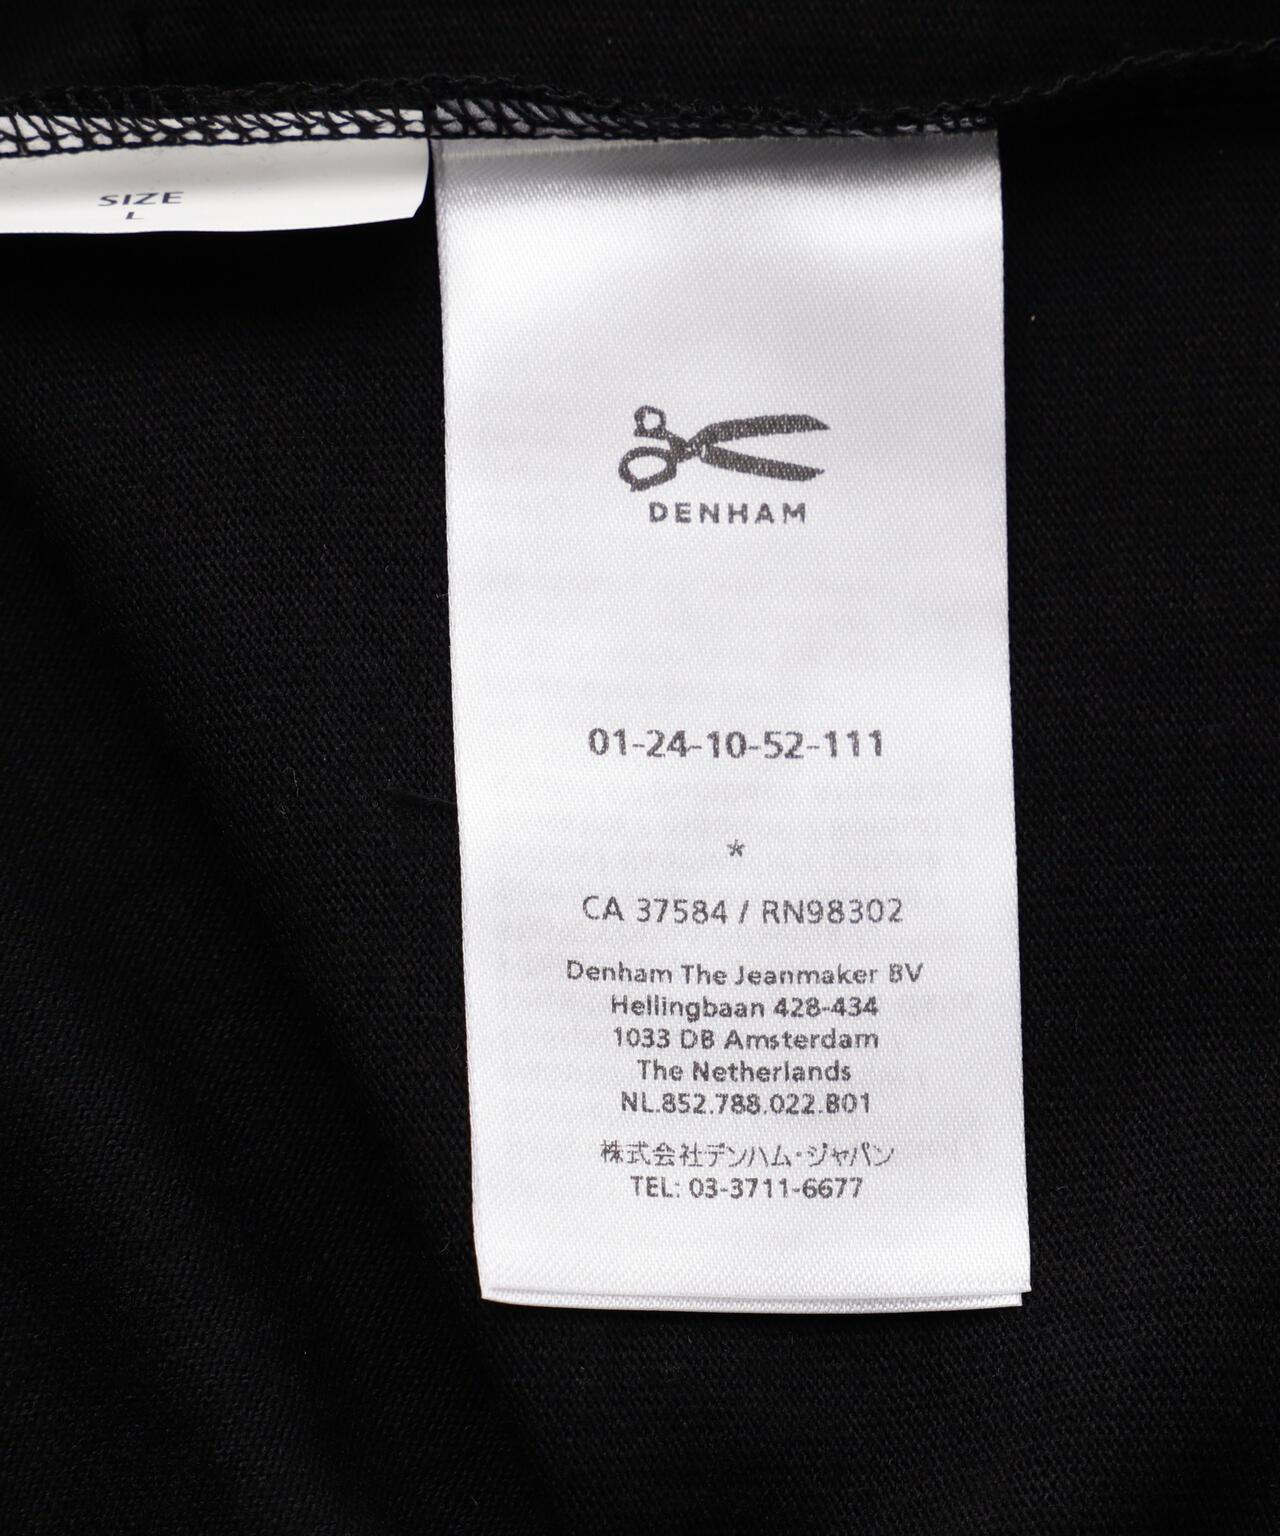 SIZE
L
DENHAM
01-24-10-52-111
*
CA 37584 / RN98302
Denham The Jeanmaker BV
Hellingbaan 428-434
1033 DB Amsterdam
The Netherlands
NL.852.788.022.B01
株式会社デンハム・ジャパン
TEL: 03-3711-6677